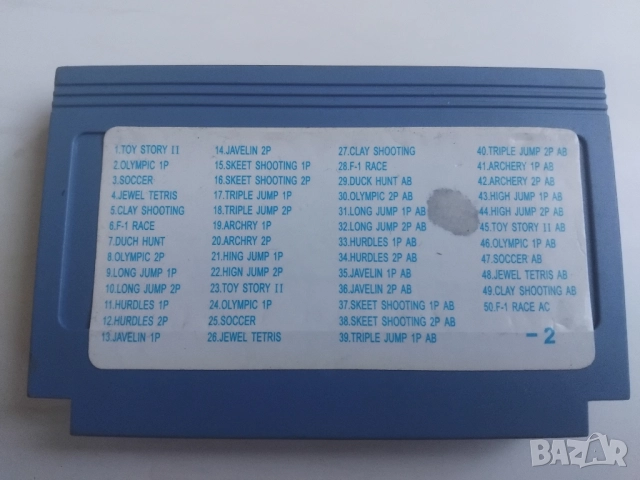 1.TOY STORY II
2.OLYMPIC 1P
3.SOCCER
4.JEWEL TETRIS
5.CLAY SHOOTING
6.F-1 RACE
7.DUCK HUNT
8.OLYMPIC 2P
9.LONG JUMP 1P
10.LONG JUMP 2P
11.HURDLES 1P
12.HURDLES 2P
13.JAVELIN 1P
14.JAVELIN 2P
15.SKEET SHOOTING 1P
16.SKEET SHOOTING 2P
17.TRIPLE JUMP 1P
18.TRIPLE JUMP 2P
19.ARCHRY 1P
20.ARCHRY 2P
21.HING JUMP 1P
22.HIGN JUMP 2P
23.TOY STORY II
24.OLYMPIC 1P
25.SOCCER
26.JEWEL TETRIS
27.CLAY SHOOTING
28.F-1 RACE
29.DUCK HUNT AB
30.OLYMPIC 2P AB
31.LONG JUMP 1P AB
32.LONG JUMP 2P AB
33.HURDLES 1P AB
34.HURDLES 2P AB
35.JAVELIN 1P AB
36.JAVELIN 2P AB
37.SKEET SHOOTING 1P AB
38.SKEET SHOOTING 2P AB
39.TRIPLE JUMP 1P AB
40.TRIPLE JUMP 2P AB
41.ARCHERY 1P AB
42.ARCHERY 2P AB
43.HIGH JUMP 1P AB
44.HIGH JUMP 2P AB
45.TOY STORY II AB
46.OLYMPIC 1P AB
47.SOCCER AB
48.JEWEL TETRIS AB
49.CLAY SHOOTING AB
50.F-1 RACE AC
-2
BAZAR